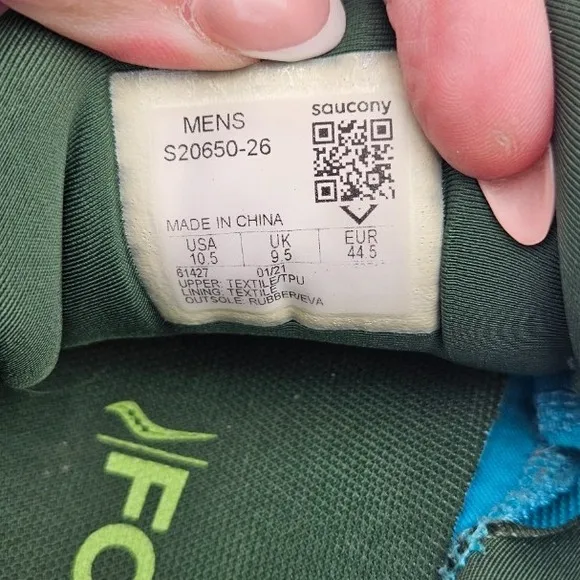 MENS
S20650-26
saucony
MADE IN CHINA
USA UK EUR
10.5 9.5 44.5
61427 01/21
UPPER: TEXTILE/TPU
LINING: TEXTILE
OUTSOLE: RUBBER/EVA
FO